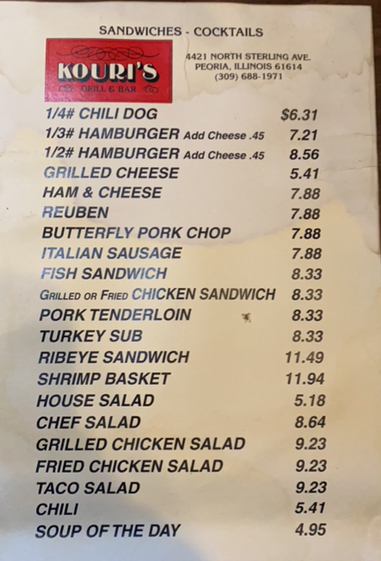 SANDWICHES - COCKTAILS
KOURI'S
GRILL & BAR
4421 NORTH STERLING AVE.
PEORIA, ILLINOIS 61614
(309) 688-1971
1/4# CHILI DOG $6.31
1/3# HAMBURGER Add Cheese .45 7.21
1/2# HAMBURGER Add Cheese .45 8.56
GRILLED CHEESE 5.41
HAM & CHEESE 7.88
REUBEN 7.88
BUTTERFLY PORK CHOP 7.88
ITALIAN SAUSAGE 7.88
FISH SANDWICH 8.33
GRILLED OR FRIED CHICKEN SANDWICH 8.33
PORK TENDERLOIN 8.33
TURKEY SUB 8.33
RIBEYE SANDWICH 11.49
SHRIMP BASKET 11.94
HOUSE SALAD 5.18
CHEF SALAD 8.64
GRILLED CHICKEN SALAD 9.23
FRIED CHICKEN SALAD 9.23
TACO SALAD 9.23
CHILI 5.41
SOUP OF THE DAY 4.95